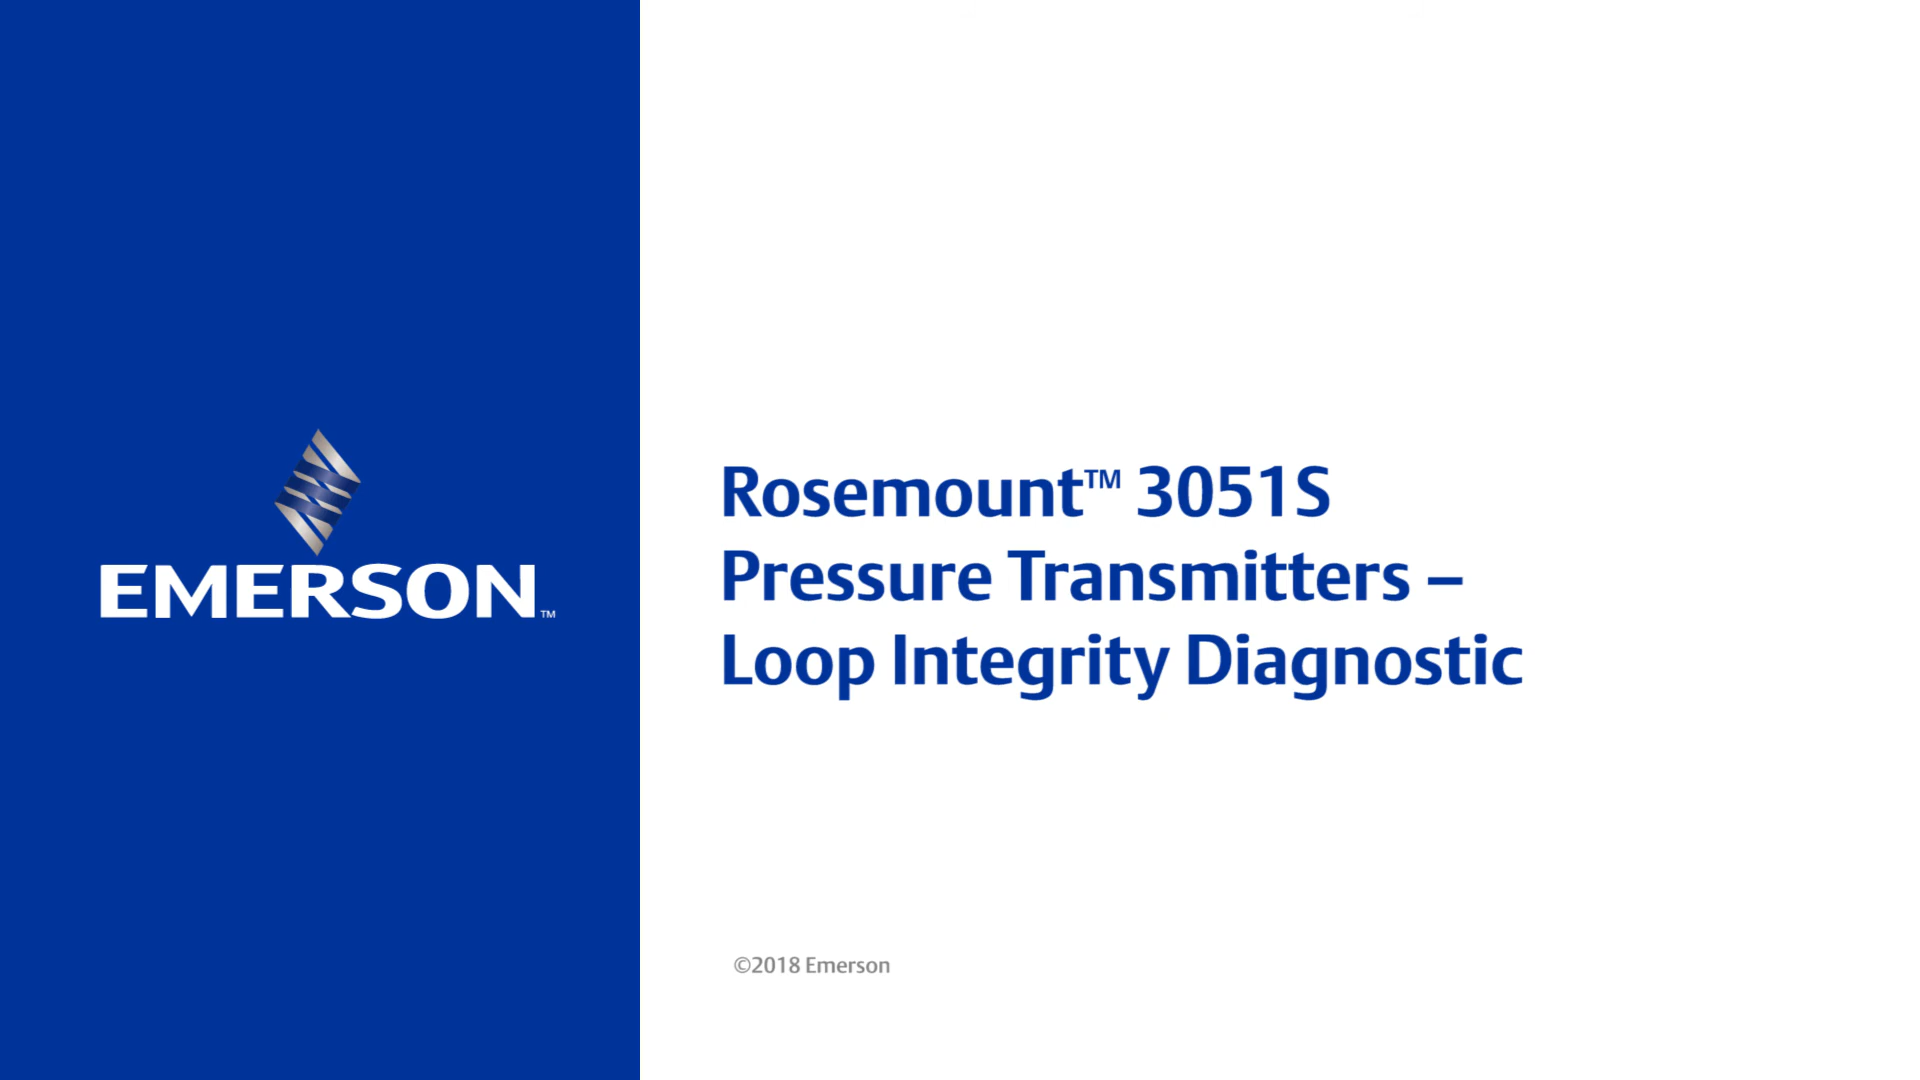 EMERSON™
Rosemount™ 3051S
Pressure Transmitters –
Loop Integrity Diagnostic
©2018 Emerson